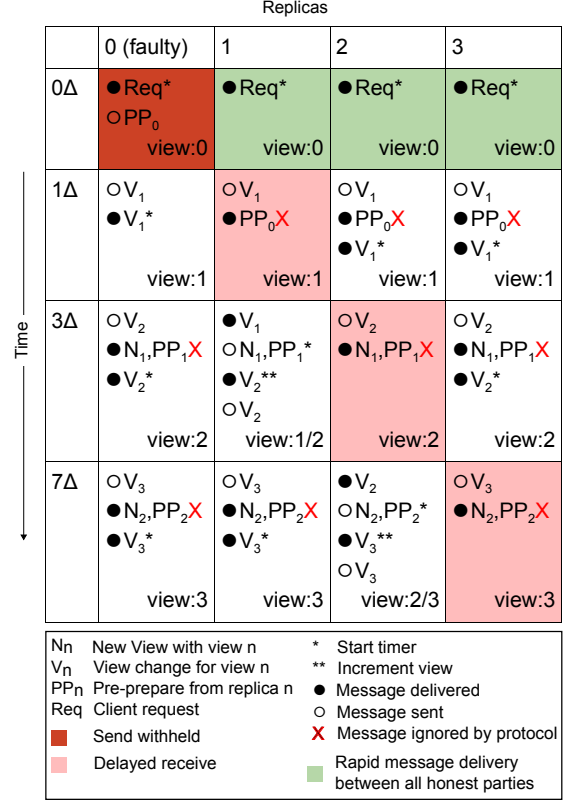 Replicas
0 (faulty) 1 2 3
0Δ
●Req*
○PP₀
view:0
●Req*
view:0
●Req*
view:0
●Req*
view:0
Time
1Δ
○V₁
●V₁*
view:1
○V₁
●PP₀X
view:1
○V₁
●PP₀X
●V₁*
view:1
○V₁
●PP₀X
●V₁*
view:1
3Δ
○V₂
●N₁,PP₁X
●V₂*
view:2
●V₁
○N₁,PP₁*
●V₂**
○V₂
view:1/2
○V₂
●N₁,PP₁X
view:2
○V₂
●N₁,PP₁X
●V₂*
view:2
7Δ
○V₃
●N₂,PP₂X
●V₃*
view:3
○V₃
●N₂,PP₂X
●V₃*
view:3
●V₂
○N₂,PP₂*
●V₃**
○V₃
view:2/3
○V₃
●N₂,PP₂X
view:3
Nn New View with view n
Vn View change for view n
PPn Pre-prepare from replica n
Req Client request
Send withheld
Delayed receive
* Start timer
** Increment view
● Message delivered
○ Message sent
X Message ignored by protocol
Rapid message delivery
between all honest parties